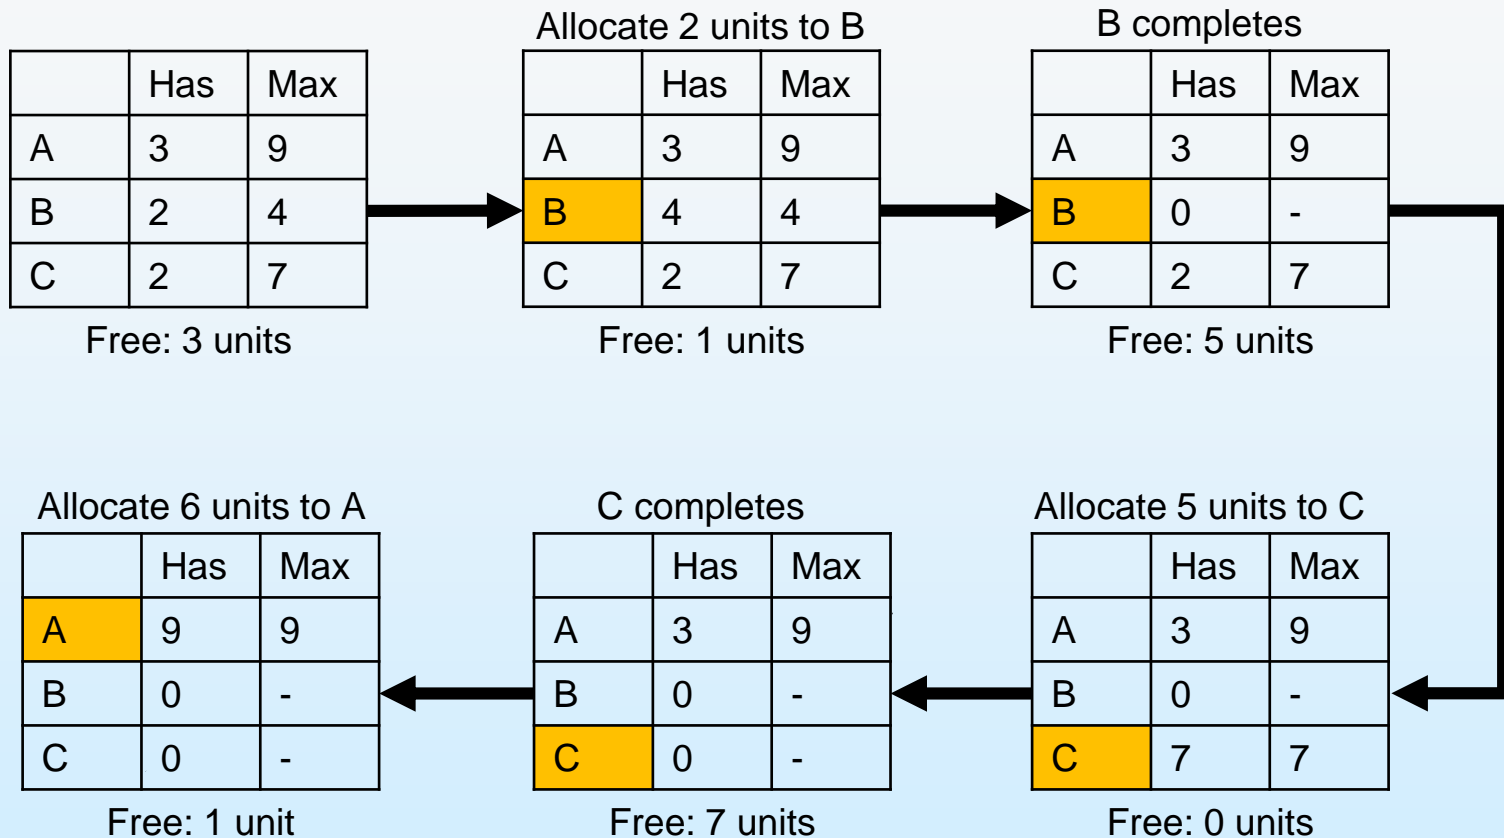 Allocate 2 units to B
B completes
Has Max
A 3 9
B 2 4
C 2 7
Free: 3 units
Has Max
A 3 9
B 4 4
C 2 7
Free: 1 units
Has Max
A 3 9
B 0 -
C 2 7
Free: 5 units
Allocate 6 units to A
Has Max
A 9 9
B 0 -
C 0 -
Free: 1 unit
C completes
Has Max
A 3 9
B 0 -
C 0 -
Free: 7 units
Allocate 5 units to C
Has Max
A 3 9
B 0 -
C 7 7
Free: 0 units